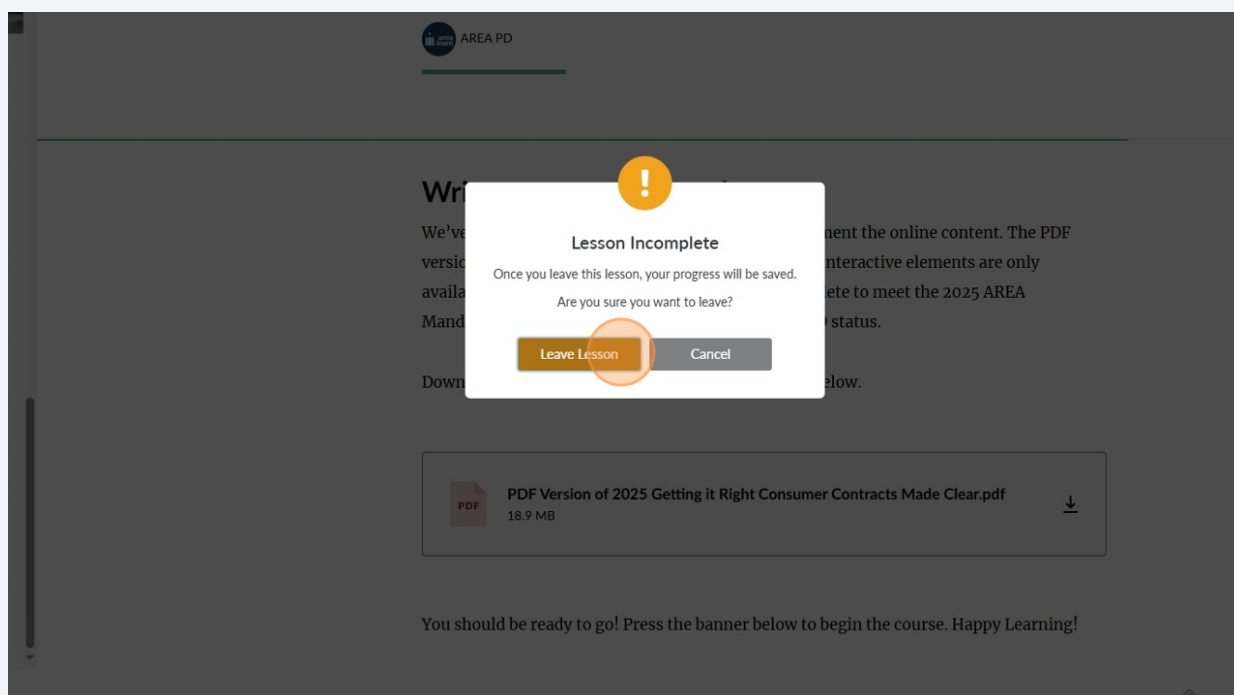 AREA PD
Wri
We've
ment the online content. The PDF
versic
nteractive elements are only
availa
ete to meet the 2025 AREA
Mand
status.
!
Lesson Incomplete
Once you leave this lesson, your progress will be saved.
Are you sure you want to leave?
Leave Lesson
Cancel
Down
elow.
PDF
PDF Version of 2025 Getting it Right Consumer Contracts Made Clear.pdf
18.9 MB
You should be ready to go! Press the banner below to begin the course. Happy Learning!